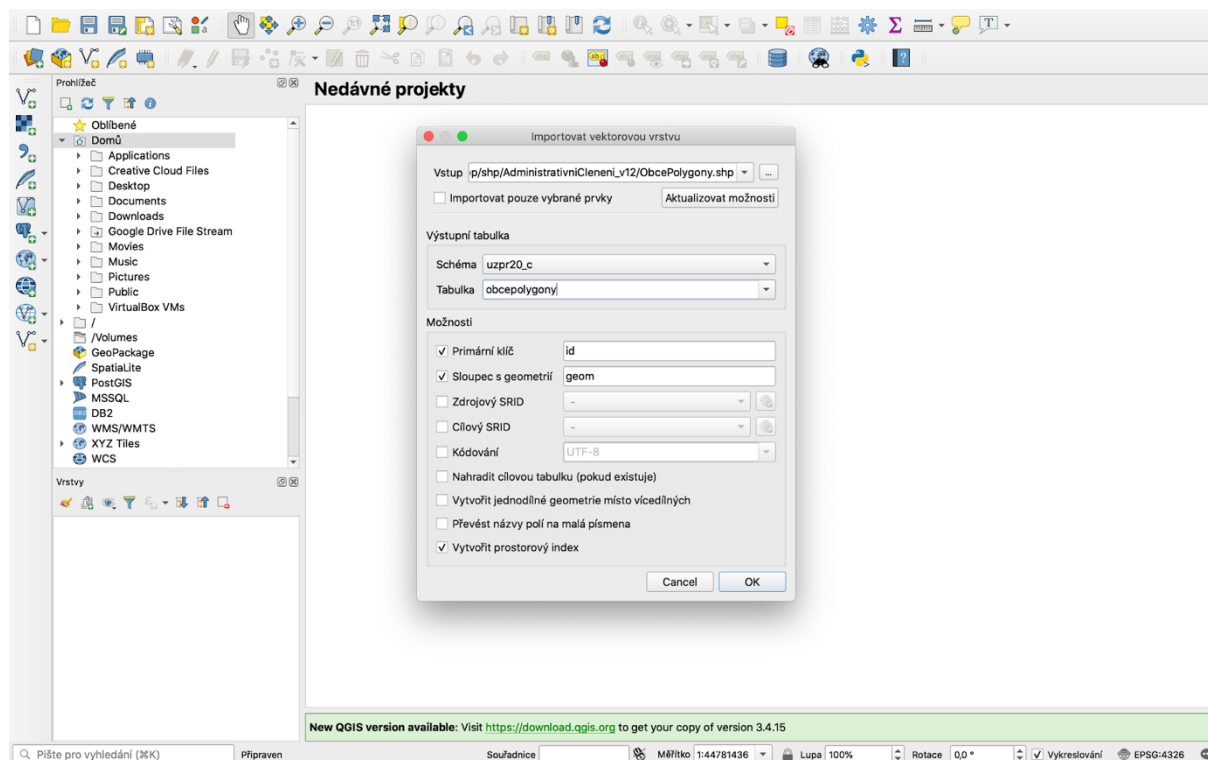 Prohlížeč
Nedávné projekty
Oblíbené
Domů
Applications
Creative Cloud Files
Desktop
Documents
Downloads
Google Drive File Stream
Movies
Music
Pictures
Public
VirtualBox VMs
/
/Volumes
GeoPackage
SpatiaLite
PostGIS
MSSQL
DB2
WMS/WMTS
XYZ Tiles
WCS
Vrstvy
Importovat vektorovou vrstvu
Vstup p/shp/AdministrativniCleneni_v12/ObcePolygony.shp ...
Importovat pouze vybrané prvky Aktualizovat možnosti
Výstupní tabulka
Schéma uzpr20_c
Tabulka obcepolygony
Možnosti
Primární klíč id
Sloupec s geometrií geom
Zdrojový SRID -
Cílový SRID -
Kódování UTF-8
Nahradit cílovou tabulku (pokud existuje)
Vytvořit jednodílné geometrie místo vícedílných
Převést názvy polí na malá písmena
Vytvořit prostorový index
Cancel OK
New QGIS version available: Visit https://download.qgis.org to get your copy of version 3.4.15
Pište pro vyhledání (⌘K) Připraven Souřadnice Měřítko 1:44781436 Lupa 100% Rotace 0,0 ° Vykreslování EPSG:4326